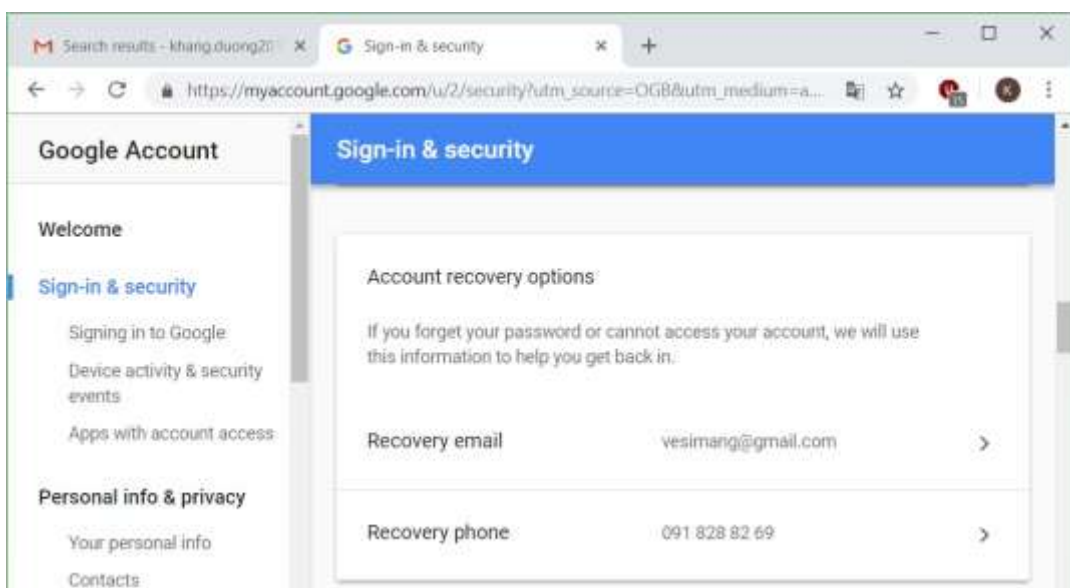 Search results - khang.duong20
Sign-in & security
https://myaccount.google.com/u/2/security?utm_source=OGB&utm_medium=a...
Google Account
Sign-in & security
Welcome
Sign-in & security
Signing in to Google
Device activity & security
events
Apps with account access
Personal info & privacy
Your personal info
Contacts
Account recovery options
If you forget your password or cannot access your account, we will use
this information to help you get back in.
Recovery email
vesimang@gmail.com
Recovery phone
091 828 82 69